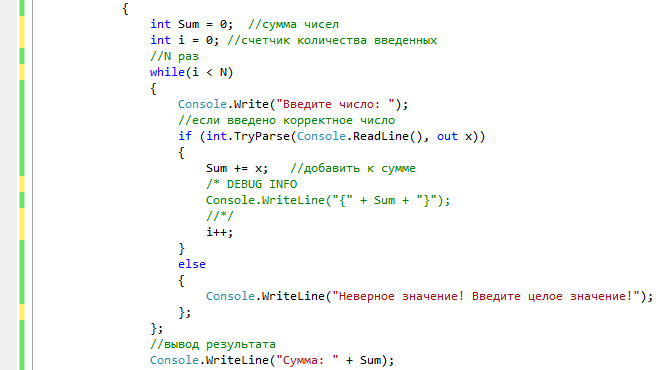 {
int Sum = 0;  //сумма чисел
int i = 0; //счетчик количества введенных
//N раз
while(i < N)
{
Console.Write("Введите число: ");
//если введено корректное число
if (int.TryParse(Console.ReadLine(), out x))
{
Sum += x;   //добавить к сумме
/* DEBUG INFO
Console.WriteLine("{" + Sum + "}");
//*/
i++;
}
else
{
Console.WriteLine("Неверное значение! Введите целое значение!");
};
};
//вывод результата
Console.WriteLine("Сумма: " + Sum);